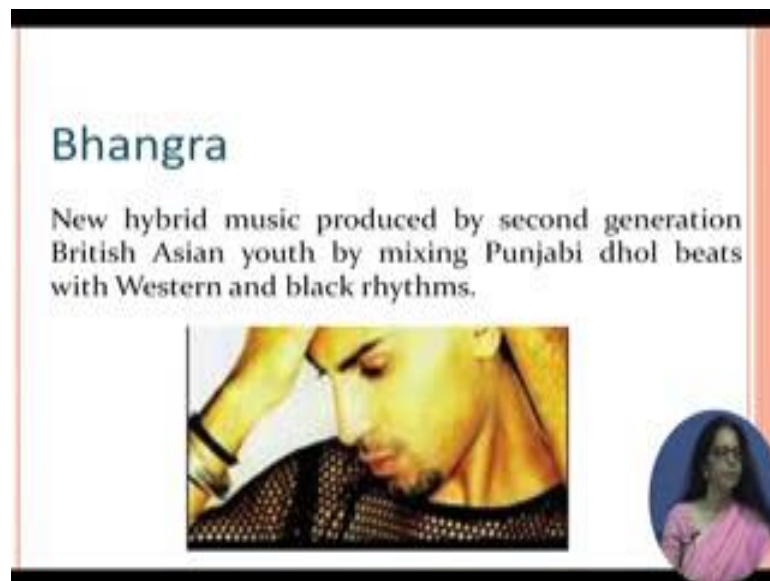 Bhangra
New hybrid music produced by second generation
British Asian youth by mixing Punjabi dhol beats
with Western and black rhythms.